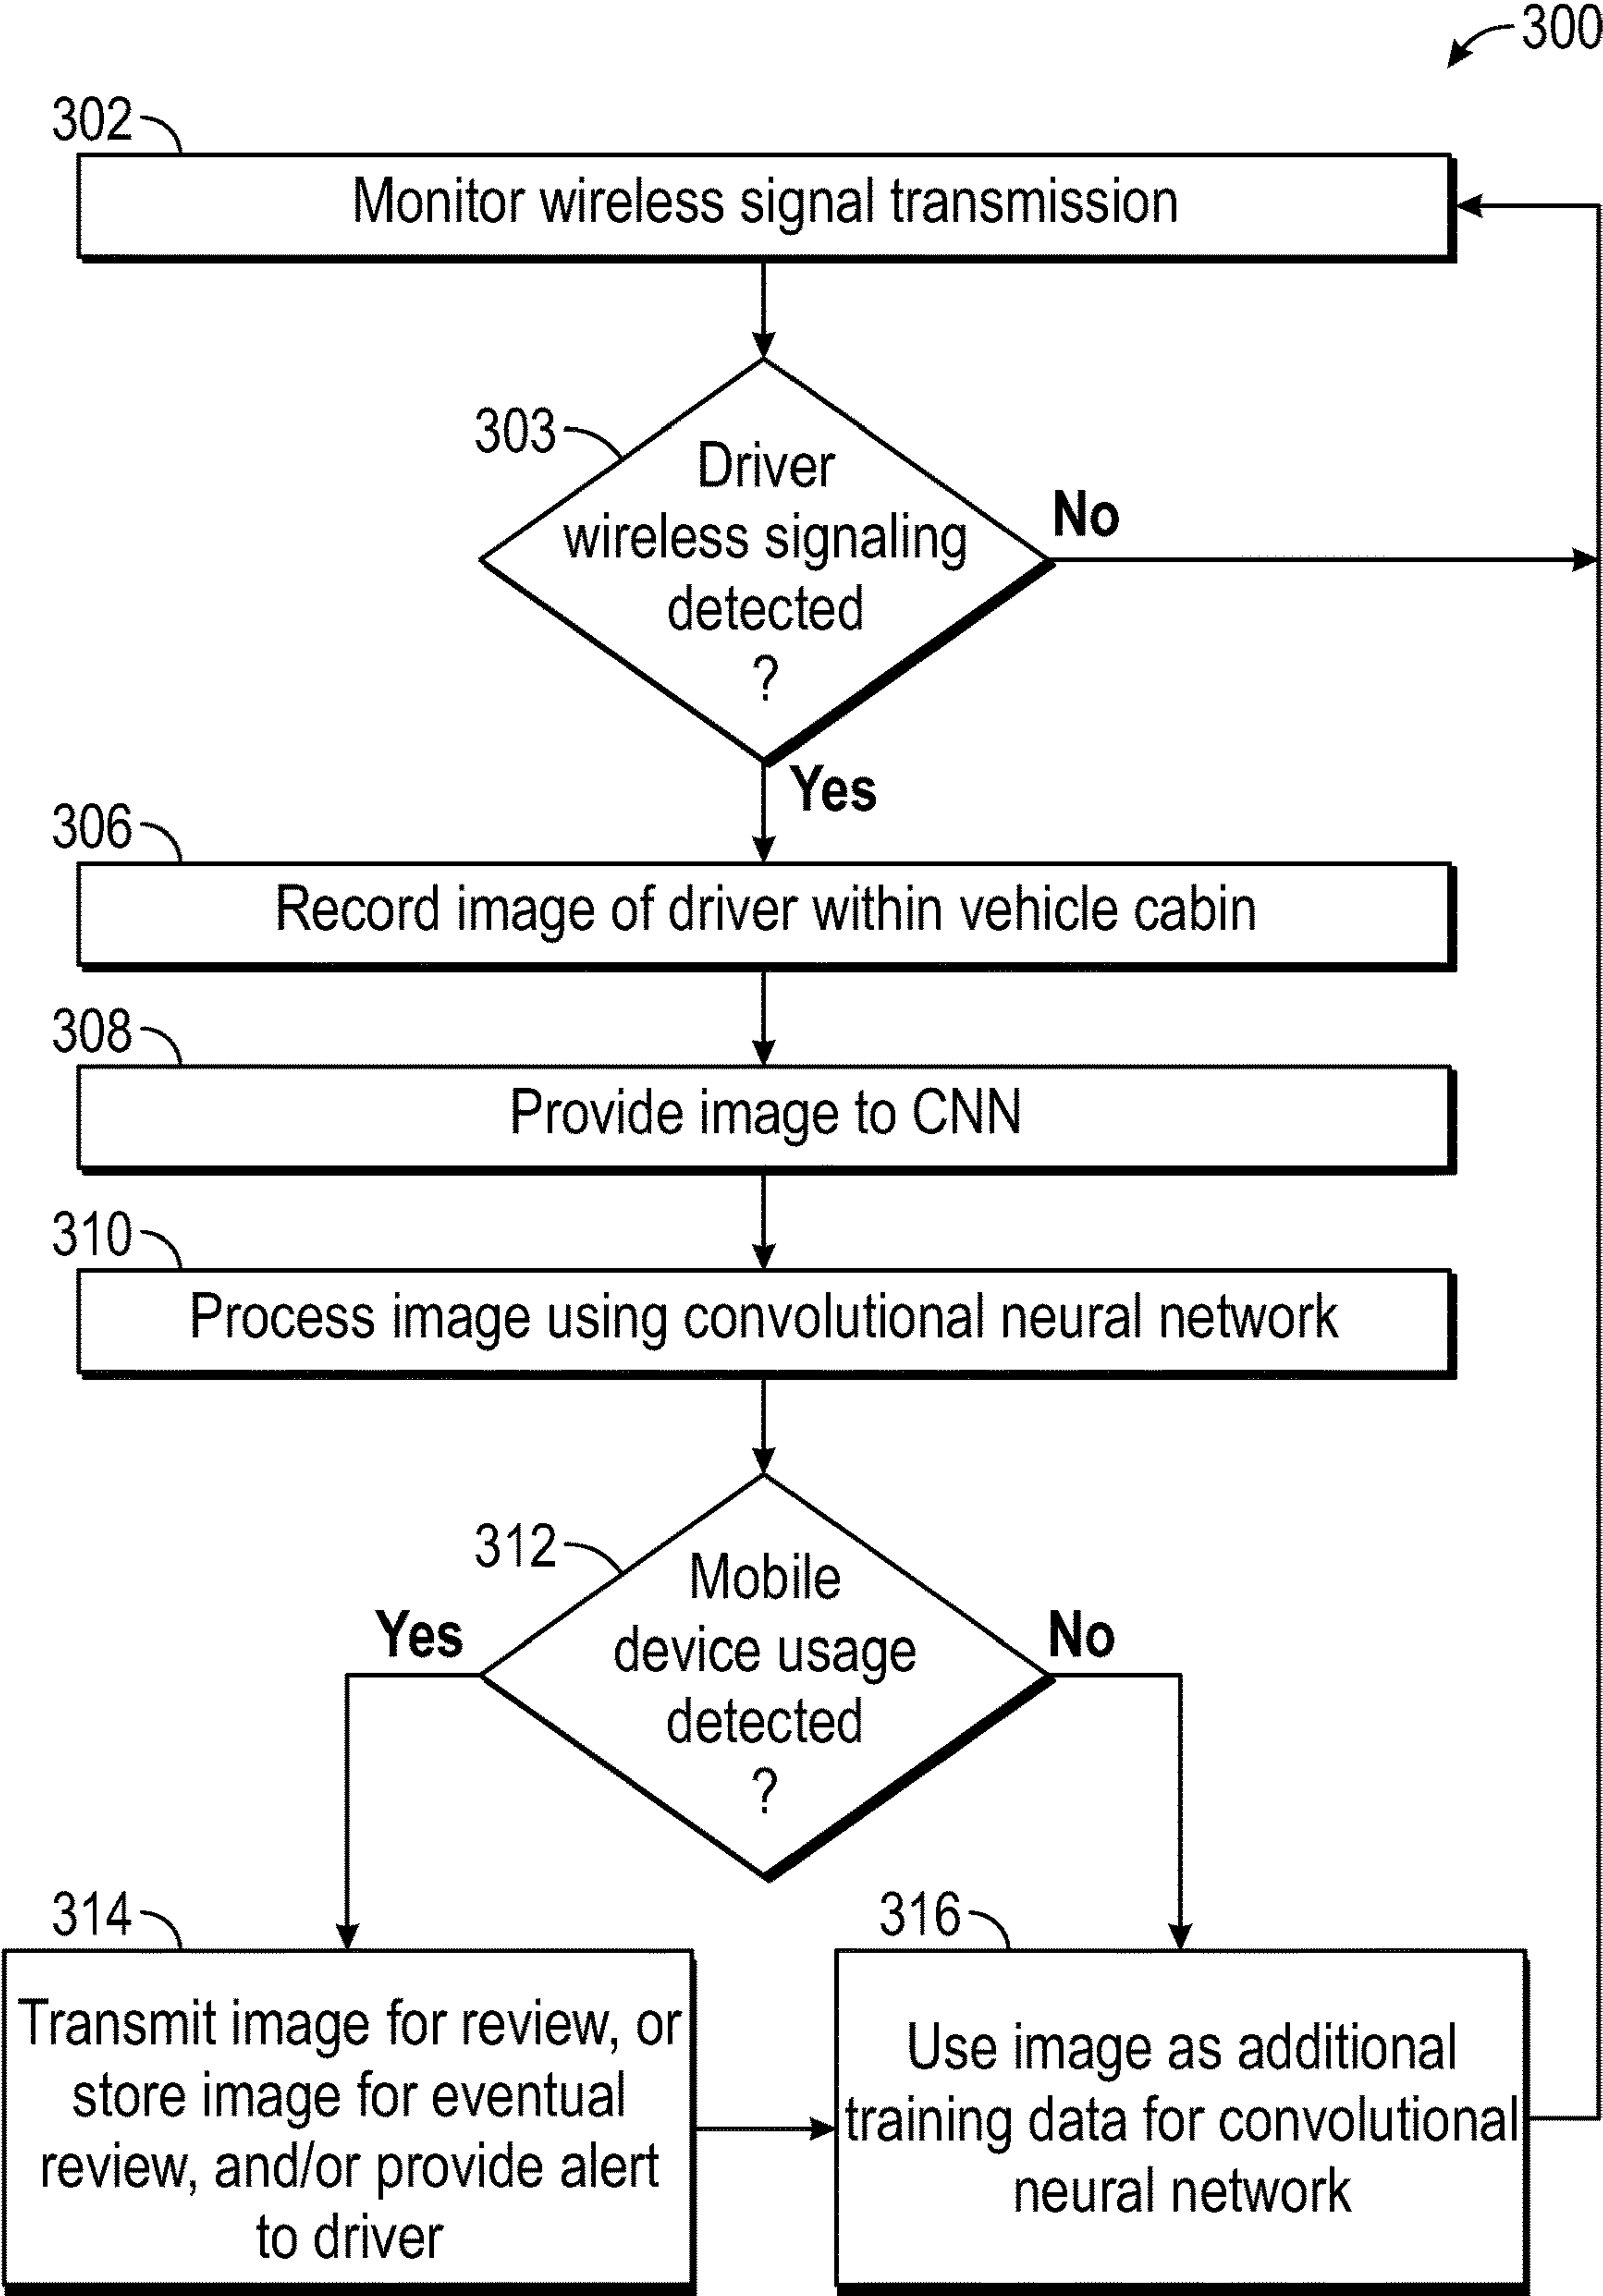 300
302
Monitor wireless signal transmission
303
Driver
wireless signaling
detected
?
No
Yes
306
Record image of driver within vehicle cabin
308
Provide image to CNN
310
Process image using convolutional neural network
312
Mobile
device usage
detected
?
Yes
No
314
Transmit image for review, or
store image for eventual
review, and/or provide alert
to driver
316
Use image as additional
training data for convolutional
neural network